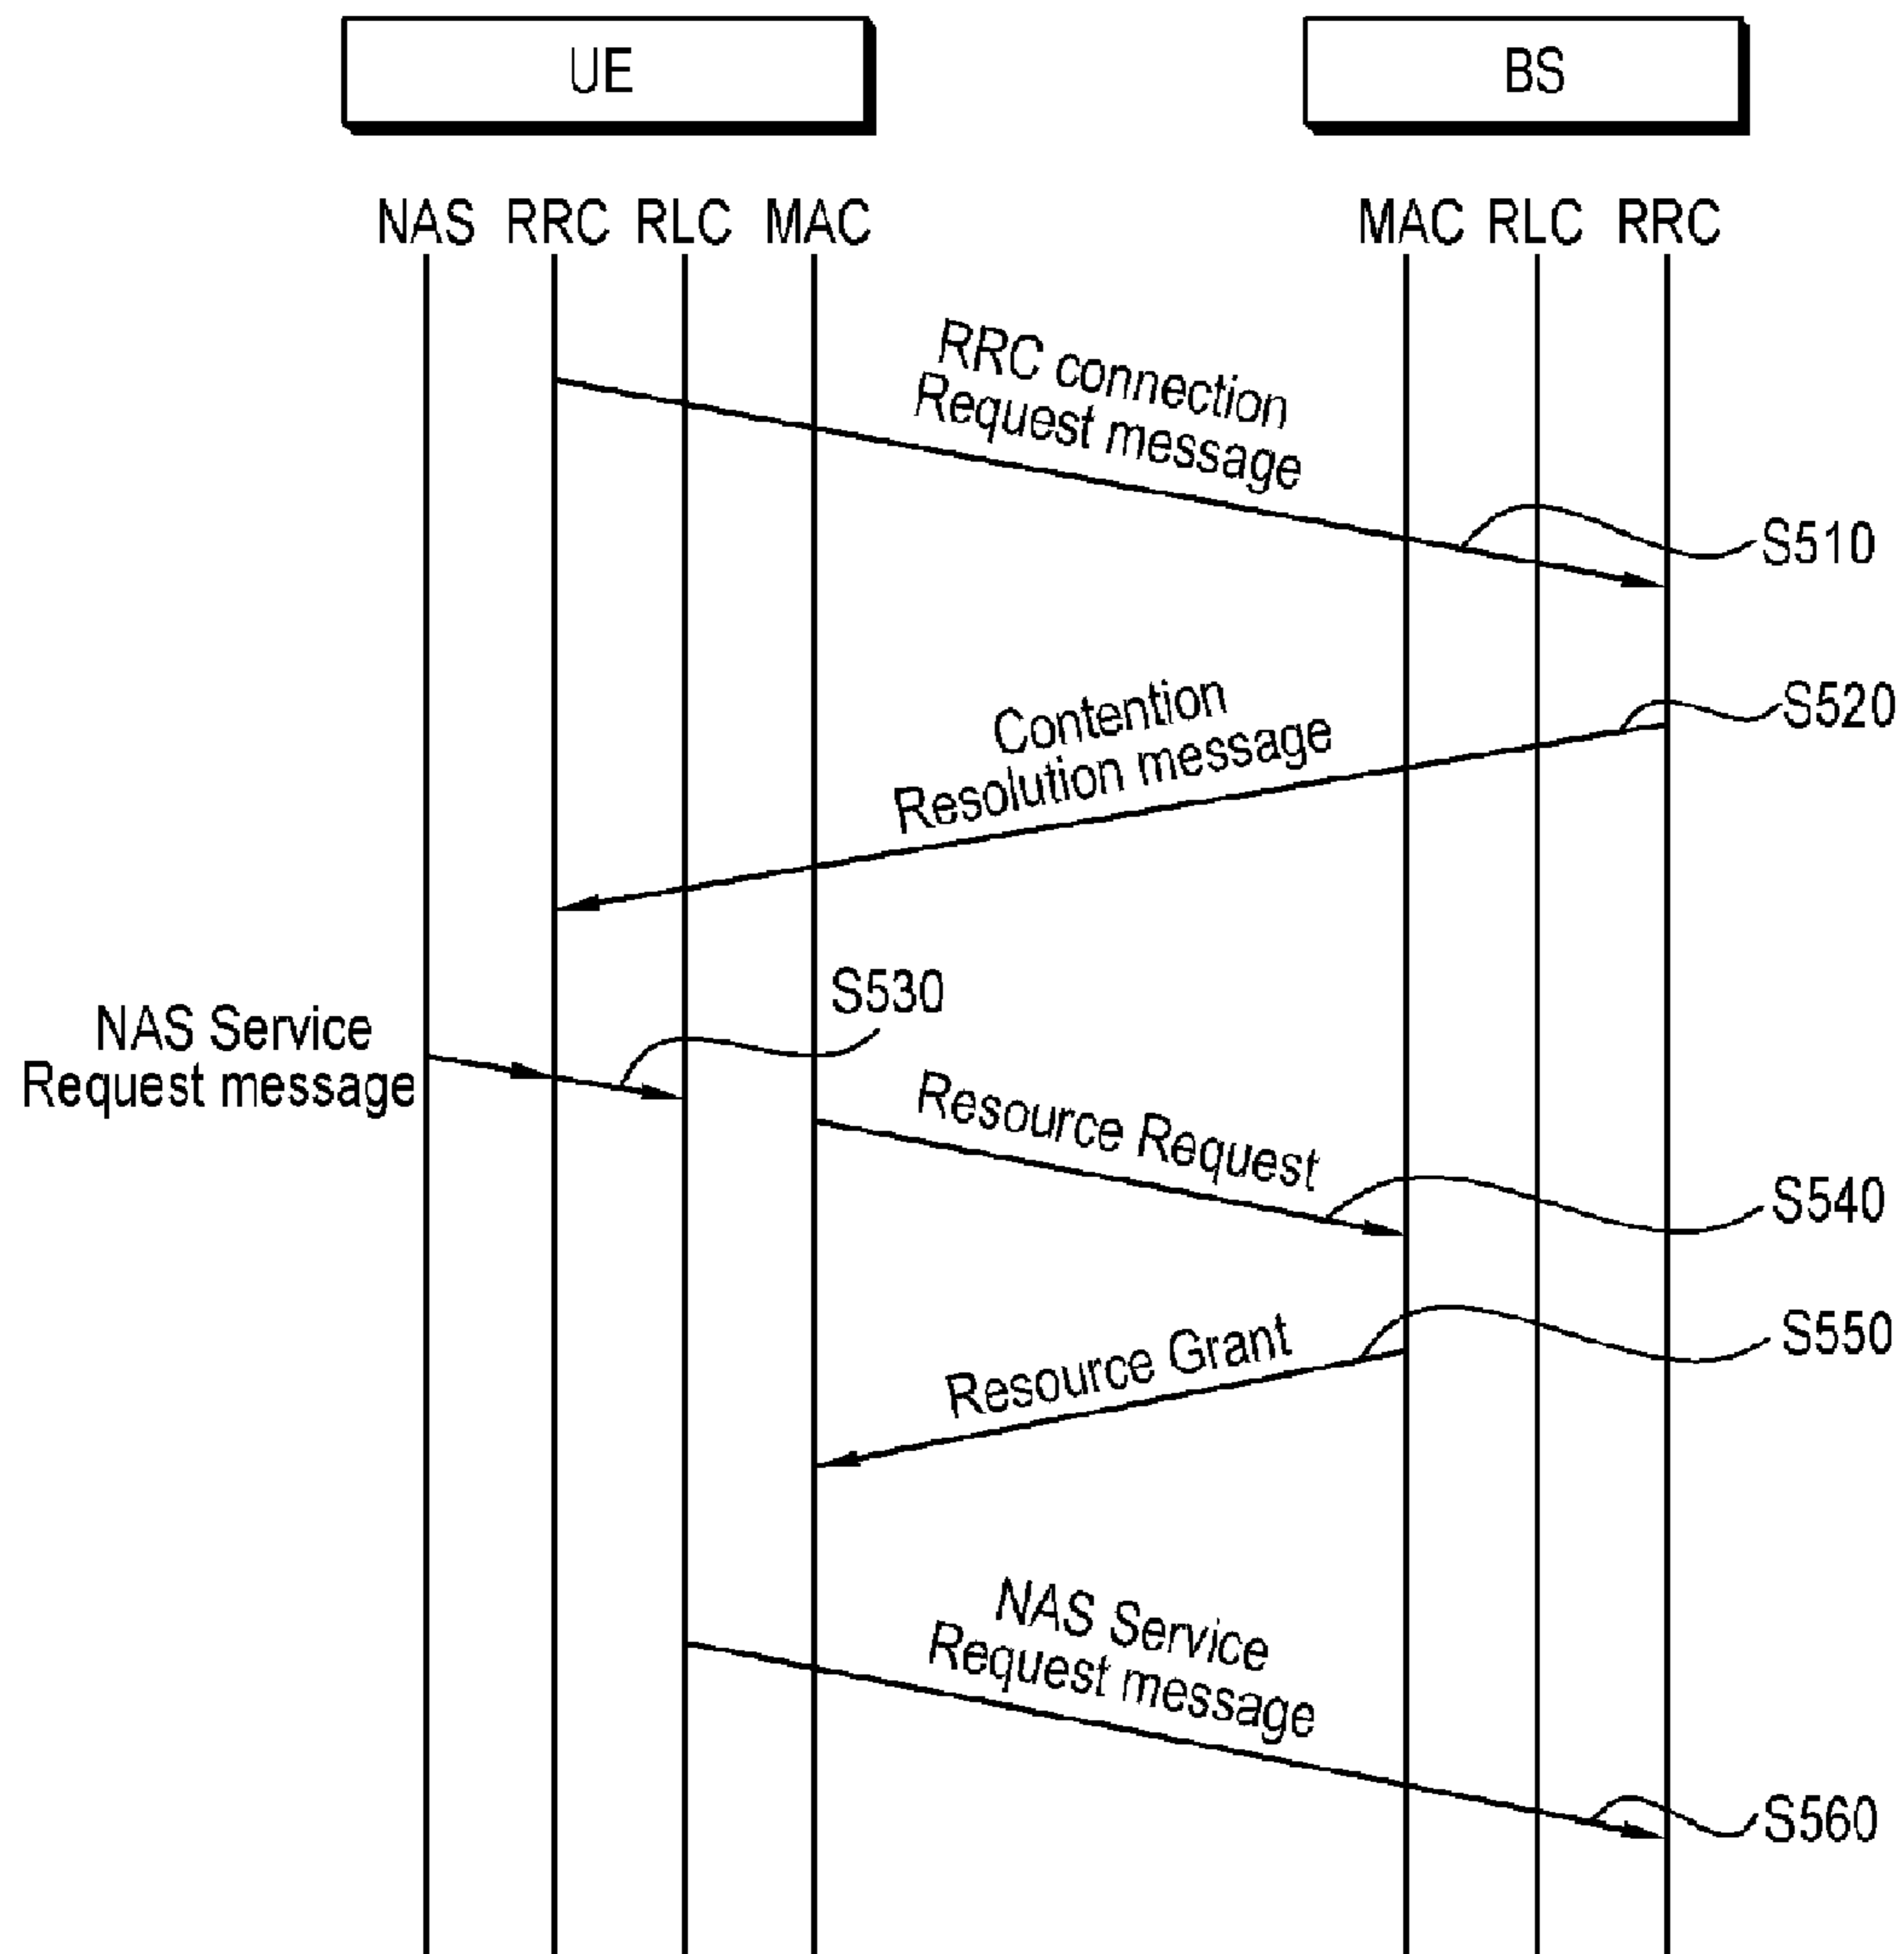 UE
BS
NAS RRC RLC MAC
MAC RLC RRC
RRC connection
Request message
S510
S520
Contention
Resolution message
S530
NAS Service
Request message
Resource Request
S540
S550
Resource Grant
NAS Service
Request message
S560